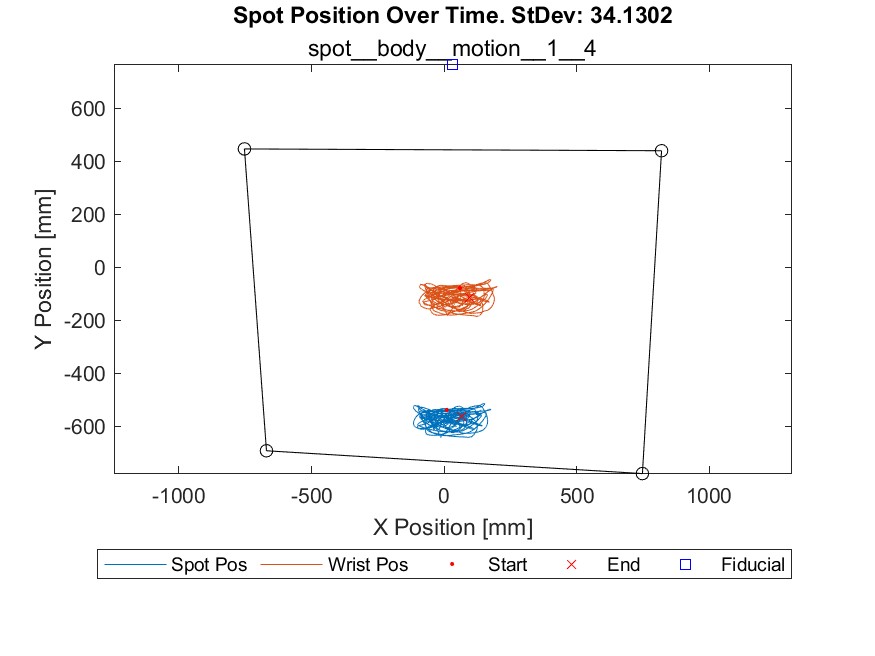 Spot Position Over Time. StDev: 34.1302
spot__body__motion__1__4
600
400
200
0
-200
-400
-600
Y Position [mm]
-1000 -500 0 500 1000
X Position [mm]
Spot Pos Wrist Pos Start End Fiducial